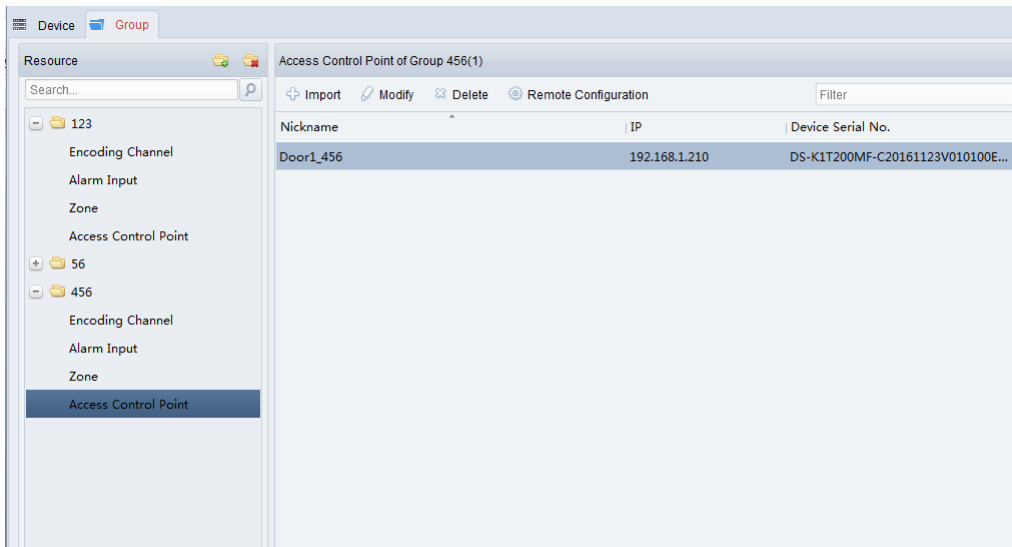 Device Group
Resource
Search...
123
Encoding Channel
Alarm Input
Zone
Access Control Point
56
456
Encoding Channel
Alarm Input
Zone
Access Control Point
Access Control Point of Group 456(1)
Import Modify Delete Remote Configuration Filter
Nickname IP Device Serial No.
Door1_456 192.168.1.210 DS-K1T200MF-C20161123V010100E...